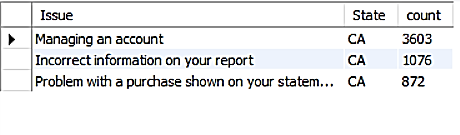 Issue State count
Managing an account CA 3603
Incorrect information on your report CA 1076
Problem with a purchase shown on your statem... CA 872